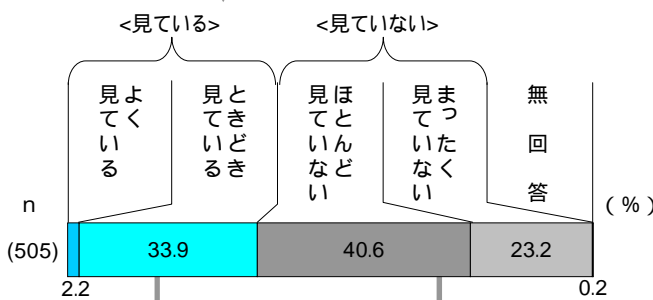 <見ている> <見ていない>
よく
見ている
ときどき
見ている
ほとんど
見ていない
まったく
見ていない
無回答
n
(%)
(505) 33.9 40.6 23.2
2.2 0.2